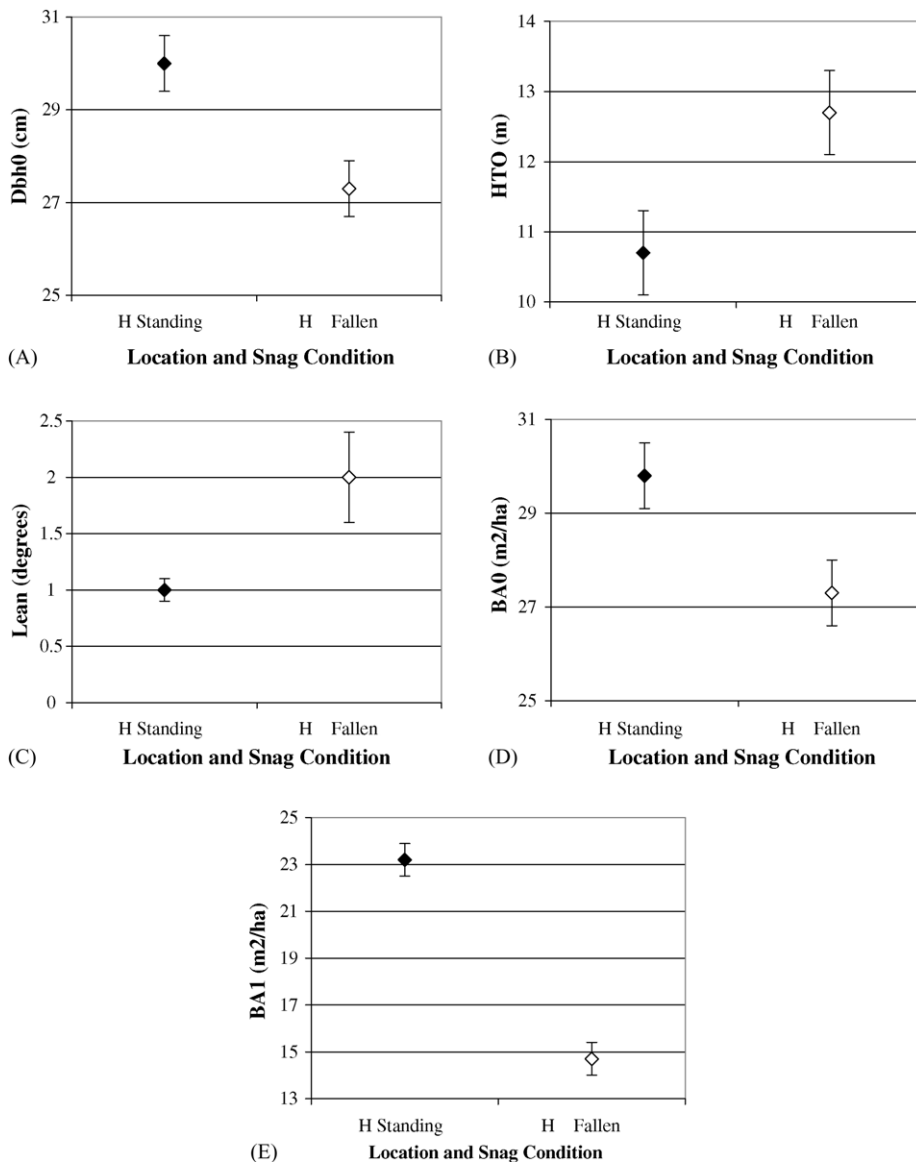 31
29
27
25
Dbh0 (cm)
H Standing
H Fallen
(A)
Location and Snag Condition
14
13
12
11
10
HTO (m)
H Standing
H Fallen
(B)
Location and Snag Condition
2.5
2
1.5
1
0.5
0
Lean (degrees)
H Standing
H Fallen
(C)
Location and Snag Condition
31
29
27
25
BA0 (m2/ha)
H Standing
H Fallen
(D)
Location and Snag Condition
25
23
21
19
17
15
13
BA1 (m2/ha)
H Standing
H Fallen
(E)
Location and Snag Condition